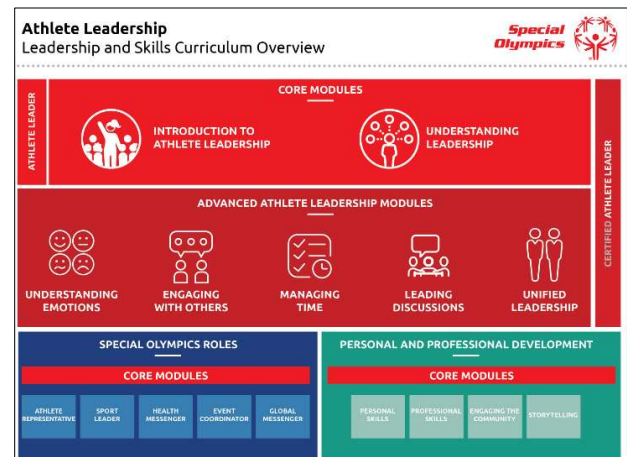 Athlete Leadership
Leadership and Skills Curriculum Overview
Special
Olympics
ATHLETE LEADER
CORE MODULES
INTRODUCTION TO
ATHLETE LEADERSHIP
UNDERSTANDING
LEADERSHIP
CERTIFIED ATHLETE LEADER
ADVANCED ATHLETE LEADERSHIP MODULES
UNDERSTANDING
EMOTIONS
ENGAGING
WITH OTHERS
MANAGING
TIME
LEADING
DISCUSSIONS
UNIFIED
LEADERSHIP
SPECIAL OLYMPICS ROLES
CORE MODULES
ATHLETE
REPRESENTATIVE
SPORT
LEADER
HEALTH
MESSENGER
EVENT
COORDINATOR
GLOBAL
MESSENGER
PERSONAL AND PROFESSIONAL DEVELOPMENT
CORE MODULES
PERSONAL
SKILLS
PROFESSIONAL
SKILLS
ENGAGING THE
COMMUNITY
STORYTELLING